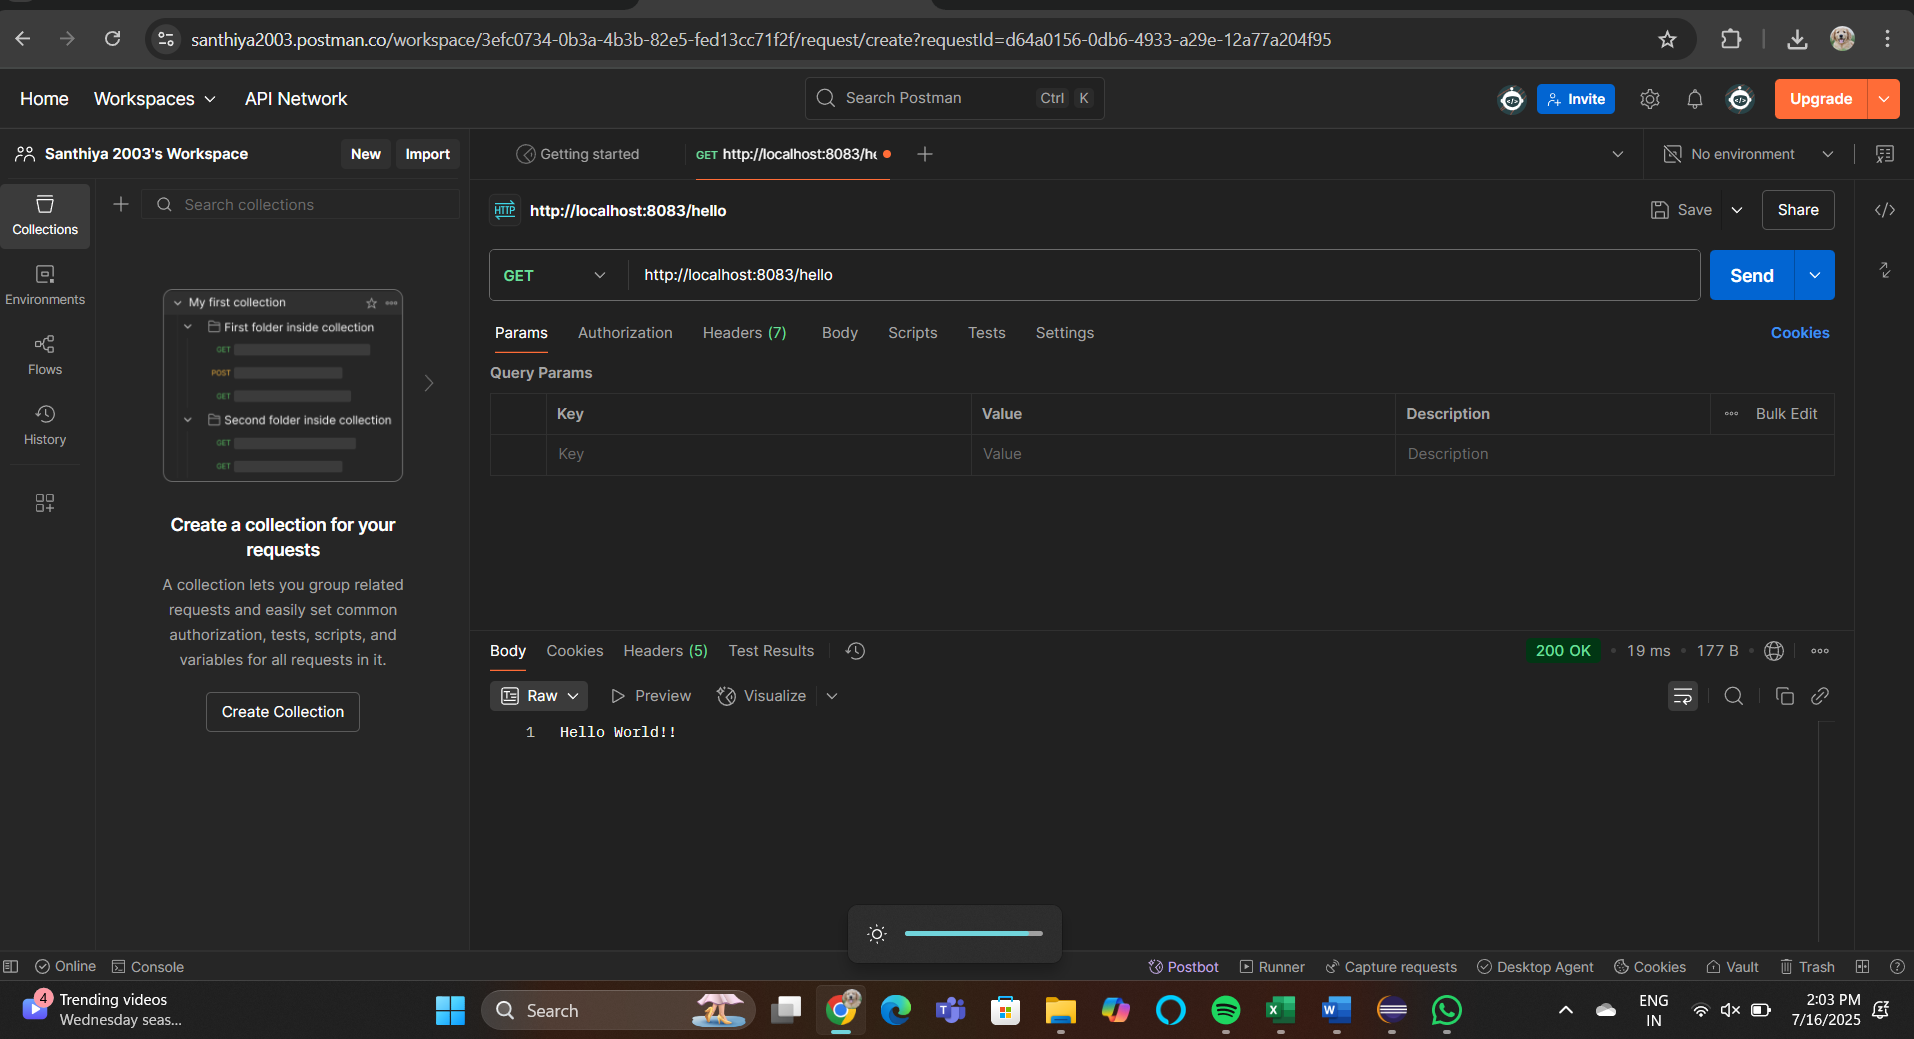 santhiya2003.postman.co/workspace/3efc0734-0b3a-4b3b-82e5-fed13cc71f2f/request/create?requestId=d64a0156-0db6-4933-a29e-12a77a204f95
Home Workspaces API Network
Search Postman Ctrl K
Invite Upgrade
Santhiya 2003's Workspace New Import
Getting started GET http://localhost:8083/he
No environment
Collections
Search collections
http://localhost:8083/hello
Save Share
Environments
GET http://localhost:8083/hello Send
Flows
History
My first collection
First folder inside collection
GET
POST
GET
Second folder inside collection
GET
GET
Create a collection for your
requests
A collection lets you group related
requests and easily set common
authorization, tests, scripts, and
variables for all requests in it.
Create Collection
Params Authorization Headers (7) Body Scripts Tests Settings Cookies
Query Params
Key Value Description Bulk Edit
Key Value Description
Body Cookies Headers (5) Test Results 200 OK • 19 ms • 177 B •
Raw Preview Visualize
1 Hello World!!
Online Console
Postbot Runner Capture requests Desktop Agent Cookies Vault Trash
4 Trending videos
Wednesday seas...
Search
ENG
IN
2:03 PM
7/16/2025